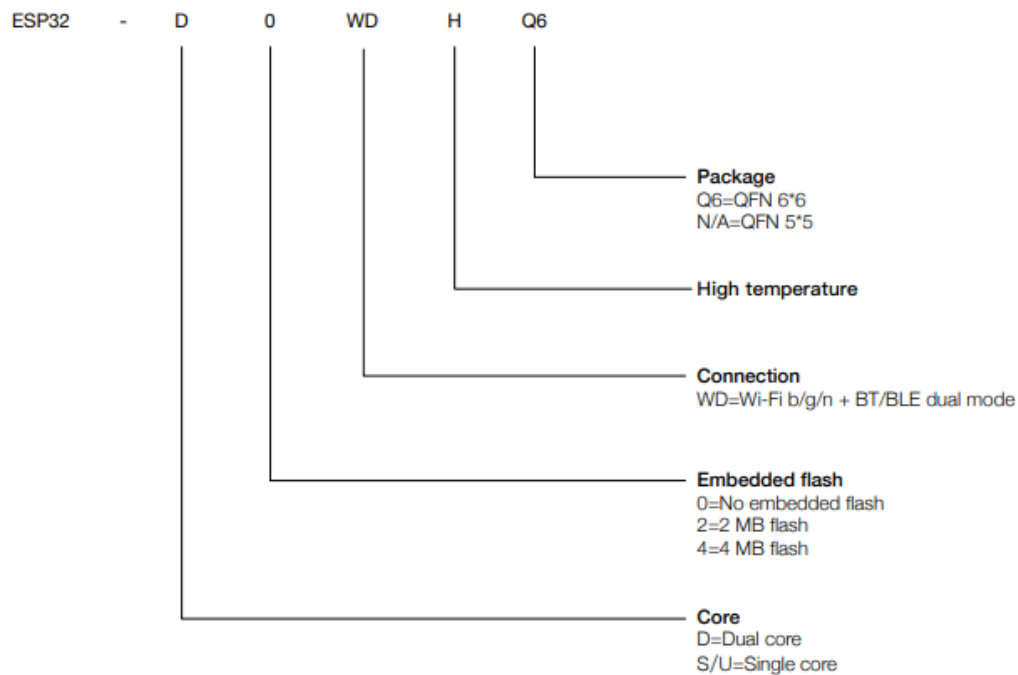 ESP32 - D 0 WD H Q6
Package
Q6=QFN 6*6
N/A=QFN 5*5
High temperature
Connection
WD=Wi-Fi b/g/n + BT/BLE dual mode
Embedded flash
0=No embedded flash
2=2 MB flash
4=4 MB flash
Core
D=Dual core
S/U=Single core